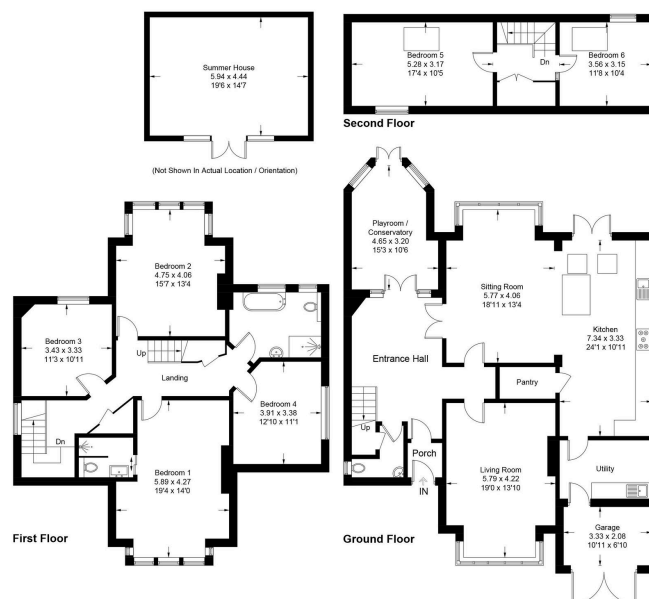 Summer House
5.94 x 4.44
19'6 x 14'7
(Not Shown In Actual Location / Orientation)
Bedroom 5
5.28 x 3.17
17'4 x 10'5
Dn
Bedroom 6
3.56 x 3.15
11'8 x 10'4
Second Floor
Bedroom 2
4.75 x 4.06
15'7 x 13'4
Bedroom 3
3.43 x 3.33
11'3 x 10'11
Up
Landing
Bedroom 4
3.91 x 3.38
12'10 x 11'1
Dn
Bedroom 1
5.89 x 4.27
19'4 x 14'0
First Floor
Playroom /
Conservatory
4.65 x 3.20
15'3 x 10'6
Sitting Room
5.77 x 4.06
18'11 x 13'4
Kitchen
7.34 x 3.33
24'1 x 10'11
Entrance Hall
Pantry
Up
Porch
IN
Living Room
5.79 x 4.22
19'0 x 13'10
Utility
Garage
3.33 x 2.08
10'11 x 6'10
Ground Floor